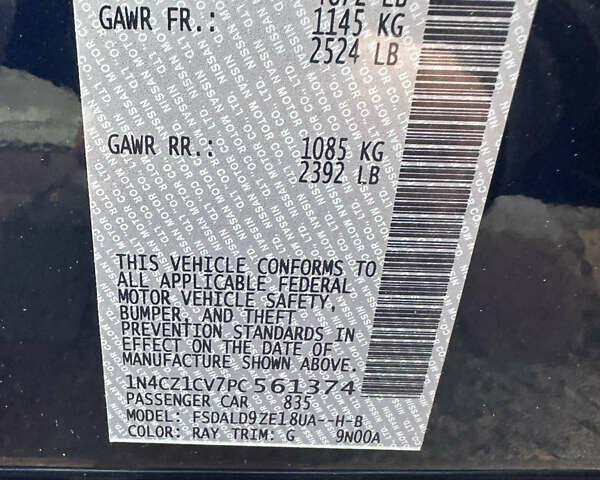 GAWR FR.: 1145 KG
2524 LB
GAWR RR.: 1085 KG
2392 LB
THIS VEHICLE CONFORMS TO
ALL APPLICABLE FEDERAL
MOTOR VEHICLE SAFETY,
BUMPER, AND THEFT
PREVENTION STANDARDS IN
EFFECT ON THE DATE OF
MANUFACTURE SHOWN ABOVE.
1N4CZ1CV7PC561374
PASSENGER CAR 835
MODEL: FSDALD9ZE18UA--H-B
COLOR: RAY TRIM: G 9N00A